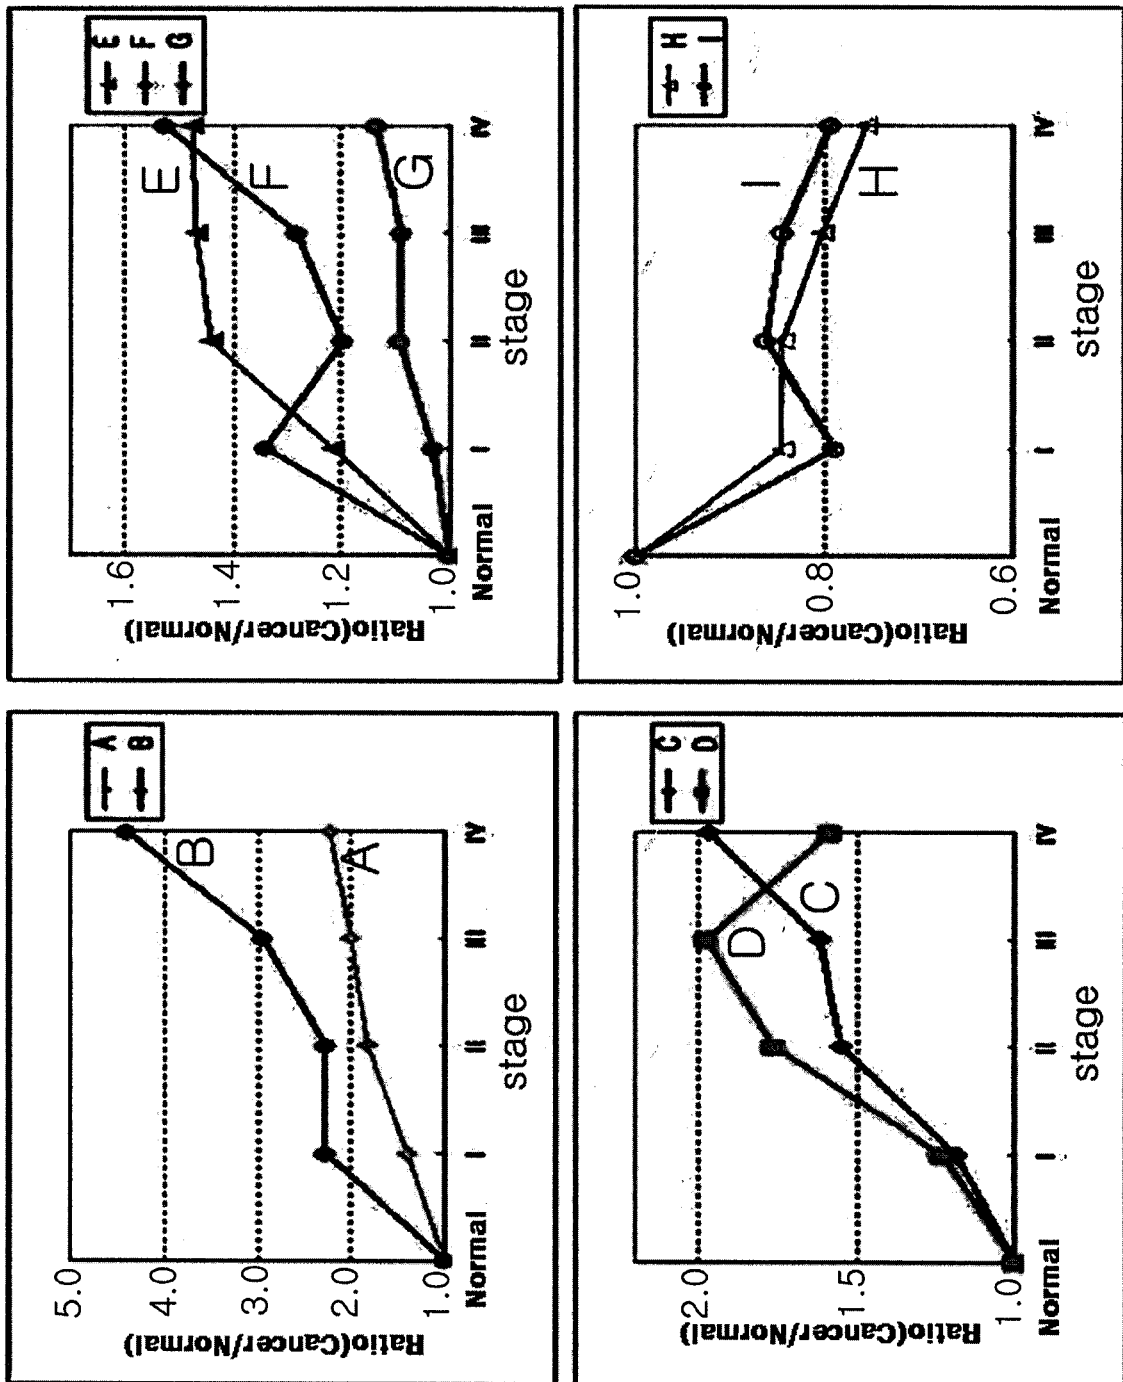 A
B
5.0
4.0
3.0
2.0
1.0
Ratio(Cancer/Normal)
B
A
Normal
I
II
III
IV
stage
E
F
G
1.6
1.4
1.2
1.0
Ratio(Cancer/Normal)
E
F
G
Normal
I
II
III
IV
stage
C
D
2.0
1.5
1.0
Ratio(Cancer/Normal)
D
C
Normal
I
II
III
IV
stage
H
I
1.0
0.8
0.6
Ratio(Cancer/Normal)
I
H
Normal
I
II
III
IV
stage